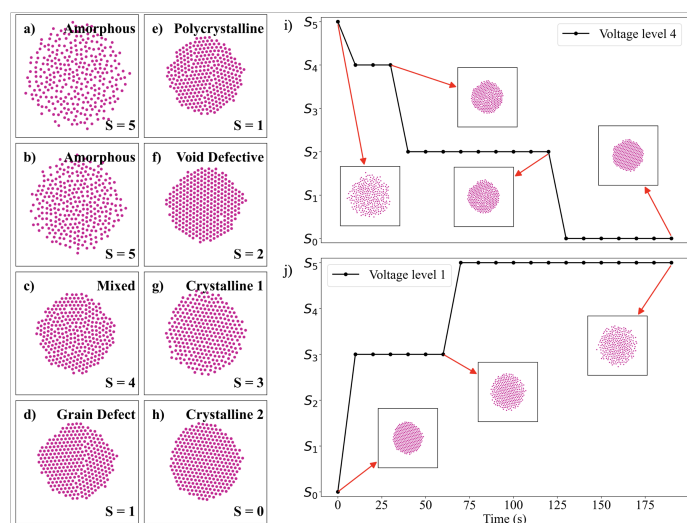 a) Amorphous
S = 5
e) Polycrystalline
S = 1
b) Amorphous
S = 5
f) Void Defective
S = 2
c) Mixed
S = 4
g) Crystalline 1
S = 3
d) Grain Defect
S = 1
h) Crystalline 2
S = 0
i)
Voltage level 4
S5
S4
S3
S2
S1
S0
j)
Voltage level 1
S5
S4
S3
S2
S1
S0
0 25 50 75 100 125 150 175
Time (s)